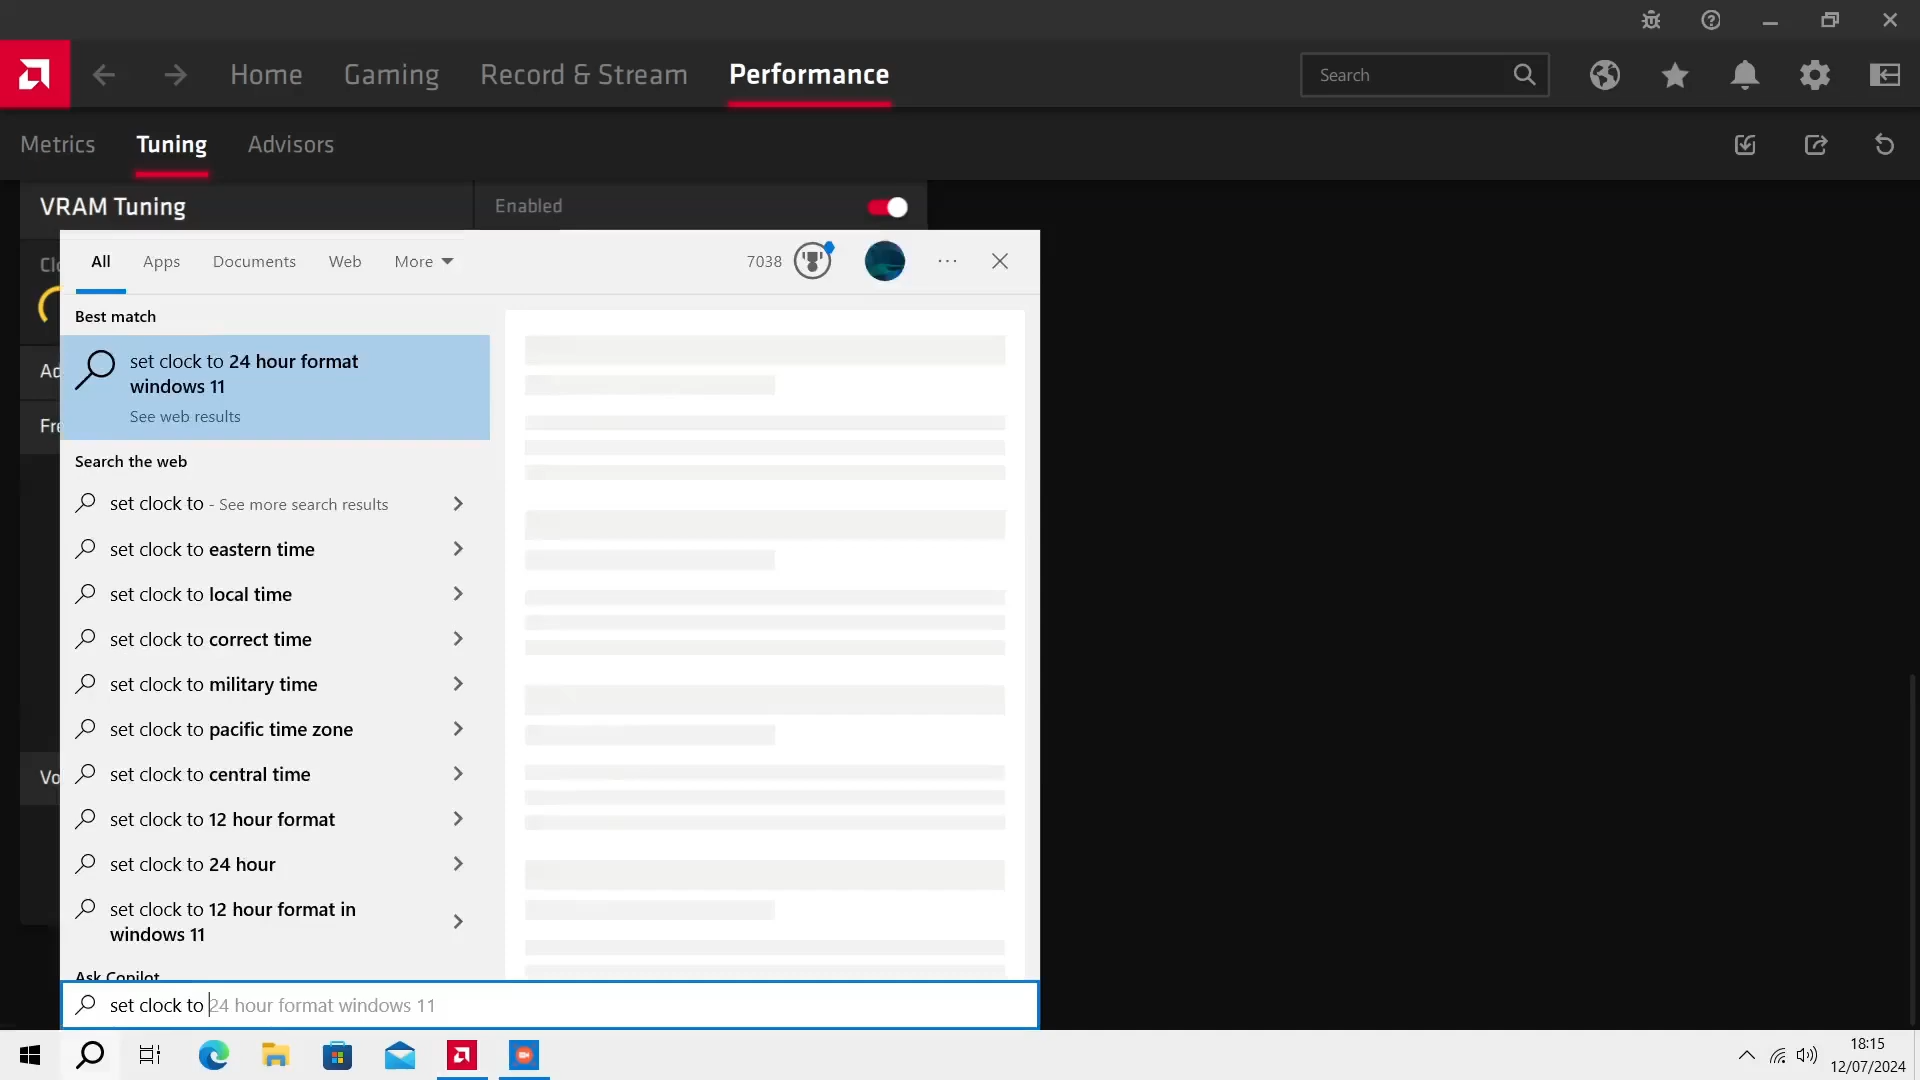 Home Gaming Record & Stream Performance Search
Metrics Tuning Advisors
VRAM Tuning Enabled
All Apps Documents Web More 7038 ...
Best match
set clock to 24 hour format
windows 11
See web results
Search the web
set clock to - See more search results
set clock to eastern time
set clock to local time
set clock to correct time
set clock to military time
set clock to pacific time zone
set clock to central time
set clock to 12 hour format
set clock to 24 hour
set clock to 12 hour format in
windows 11
Ask Copilot
set clock to 24 hour format windows 11
18:15
12/07/2024